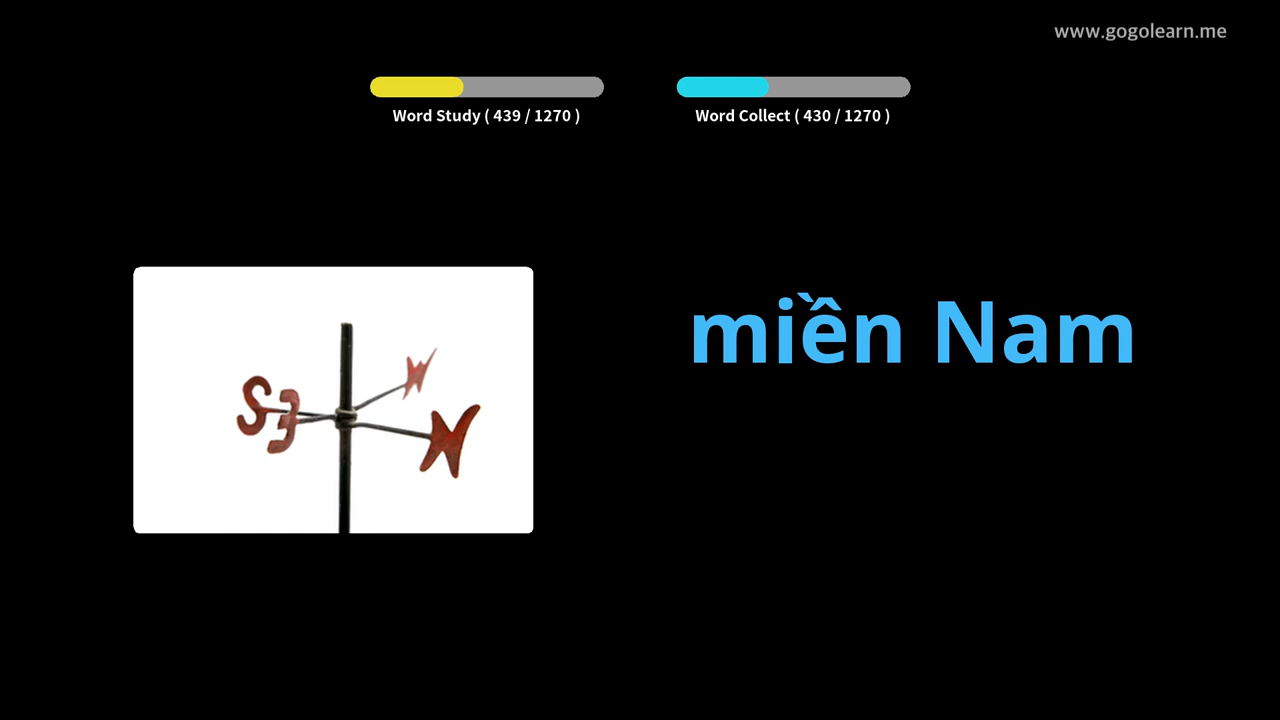 www.gogolearn.me
Word Study ( 439 / 1270 )
Word Collect ( 430 / 1270 )
miền Nam
S
E
N